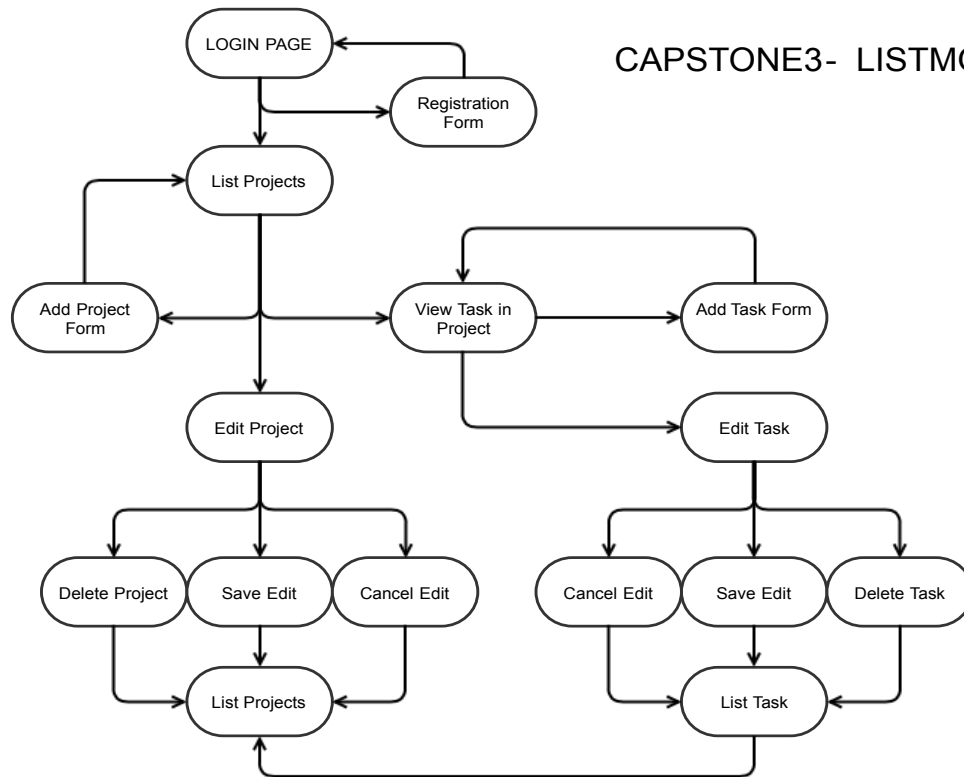 LOGIN PAGE
CAPSTONE3- LISTMO
Registration
Form
List Projects
Add Project
Form
View Task in
Project
Add Task Form
Edit Project
Edit Task
Delete Project
Save Edit
Cancel Edit
Cancel Edit
Save Edit
Delete Task
List Projects
List Task